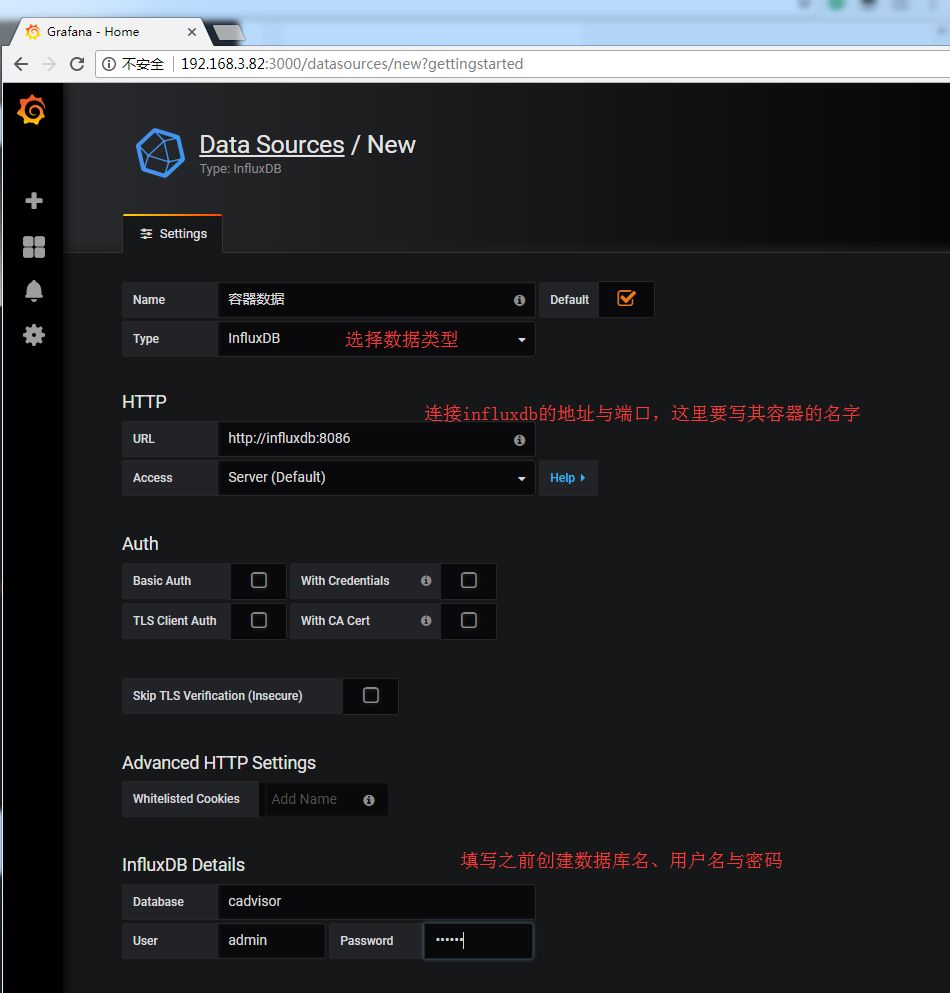 Grafana - Home
不安全 192.168.3.82:3000/datasources/new?gettingstarted
Data Sources / New
Type: InfluxDB
Settings
Name 容器数据 Default
Type InfluxDB 选择数据类型
HTTP
连接influxdb的地址与端口，这里要写其容器的名字
URL http://influxdb:8086
Access Server (Default) Help
Auth
Basic Auth With Credentials
TLS Client Auth With CA Cert
Skip TLS Verification (Insecure)
Advanced HTTP Settings
Whitelisted Cookies Add Name
InfluxDB Details 填写之前创建数据库名、用户名与密码
Database cadvisor
User admin Password ••••••